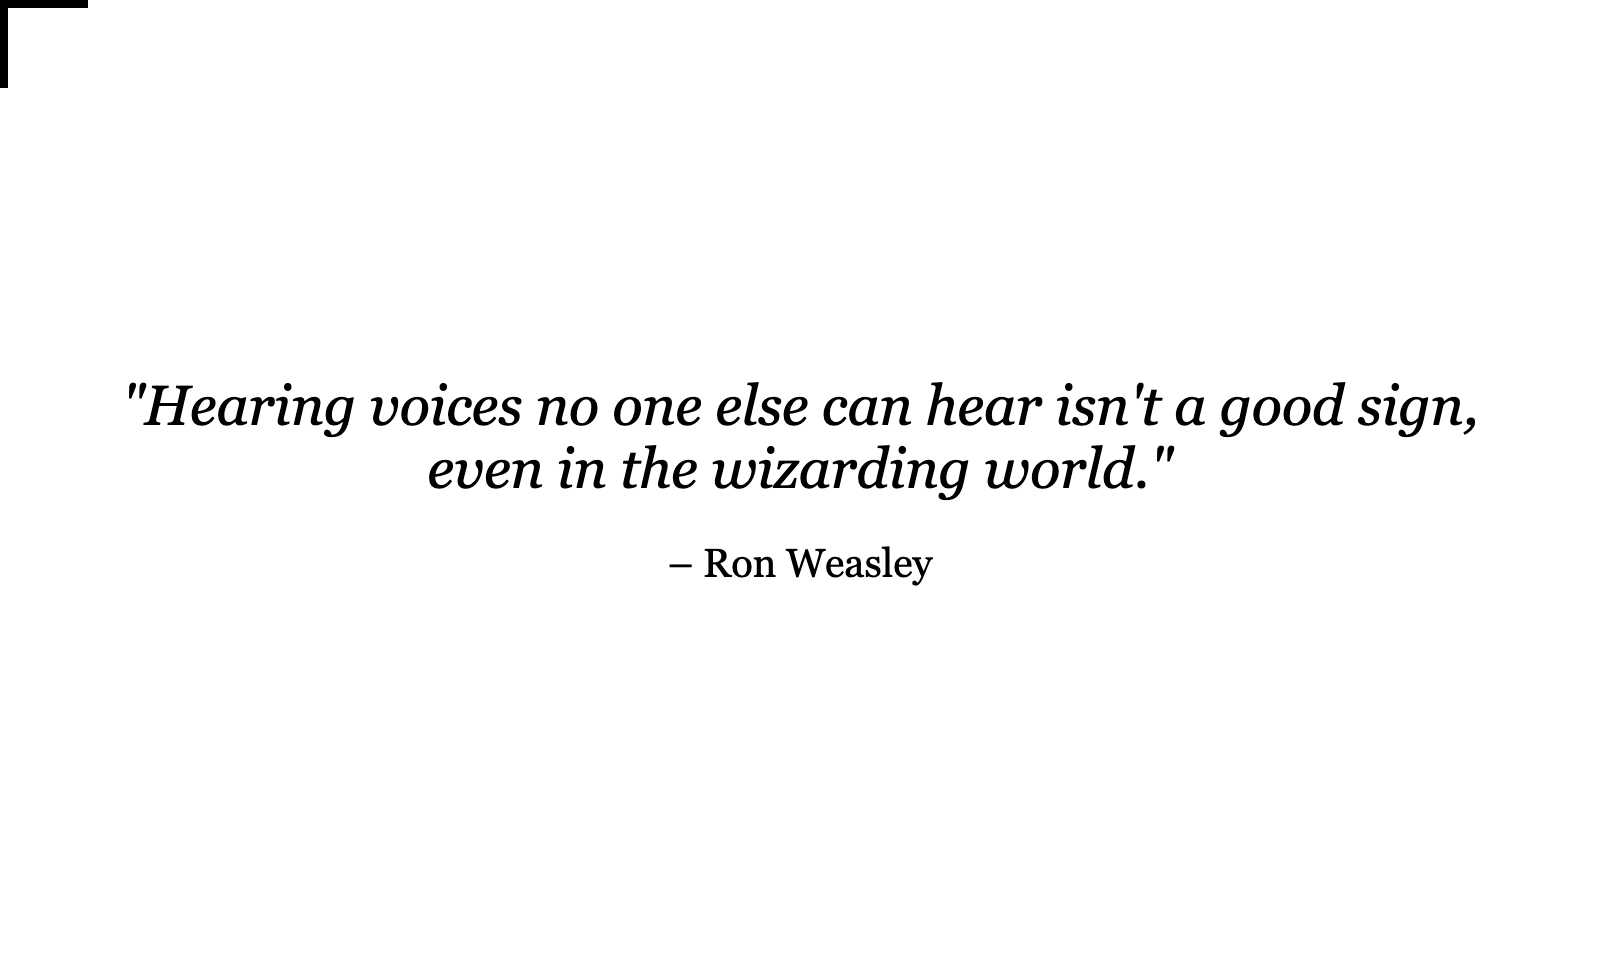 "Hearing voices no one else can hear isn't a good sign,
even in the wizarding world."
– Ron Weasley